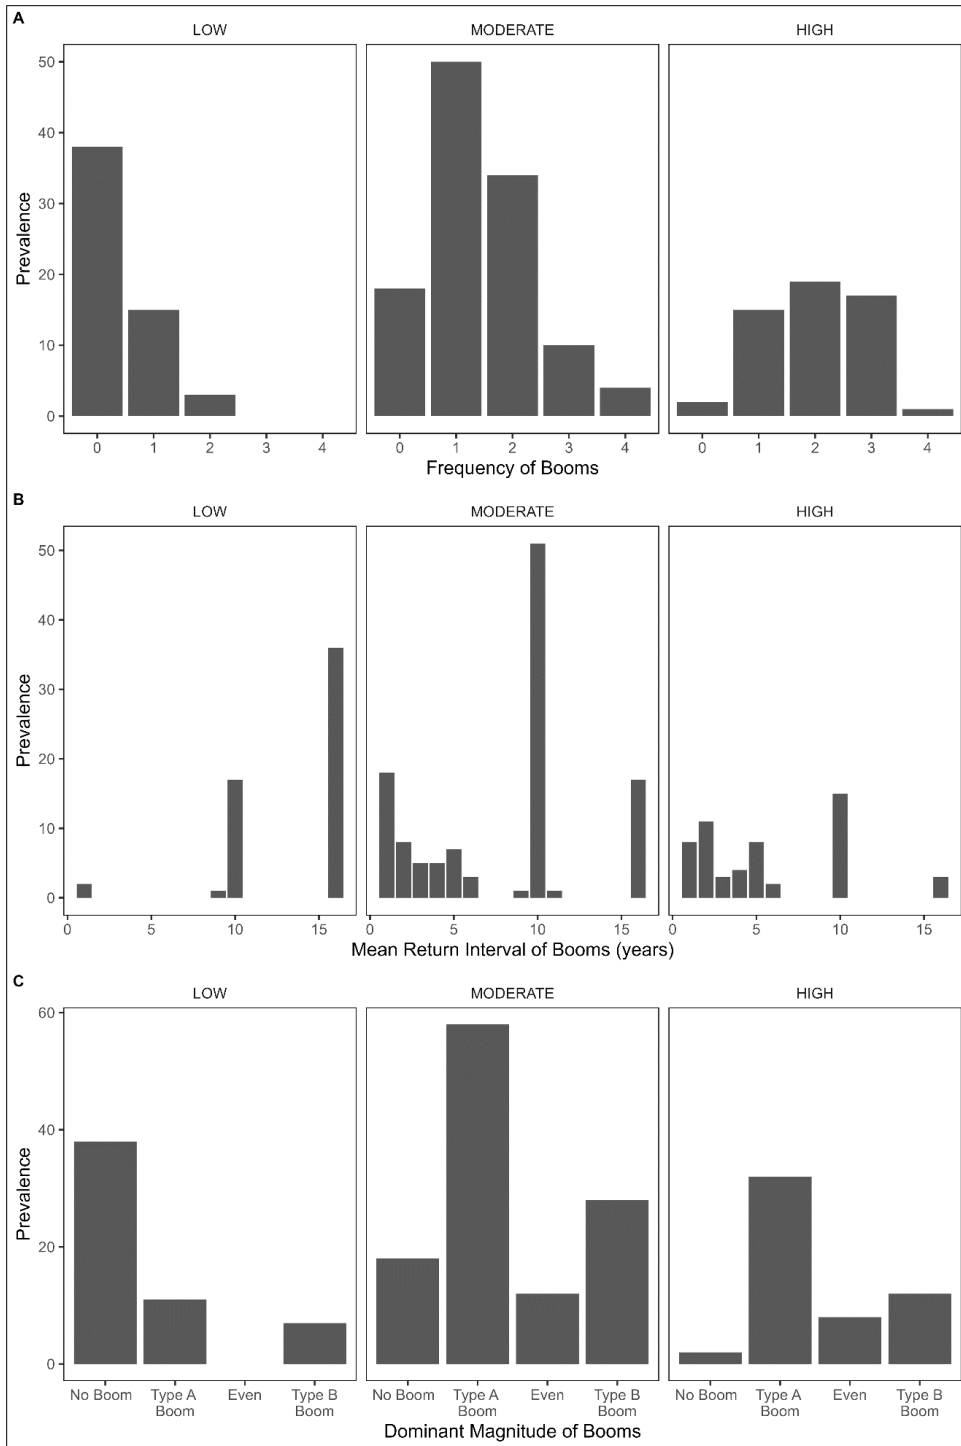 A
LOW MODERATE HIGH
50
40
30
20
10
0
Prevalence
0 1 2 3 4 0 1 2 3 4 0 1 2 3 4
Frequency of Booms
B
LOW MODERATE HIGH
50
40
30
20
10
0
Prevalence
0 5 10 15 0 5 10 15 0 5 10 15
Mean Return Interval of Booms (years)
C
LOW MODERATE HIGH
60
40
20
0
Prevalence
No Boom Type A Even Type B No Boom Type A Even Type B No Boom Type A Even Type B
Boom Boom Boom Boom Boom Boom
Dominant Magnitude of Booms